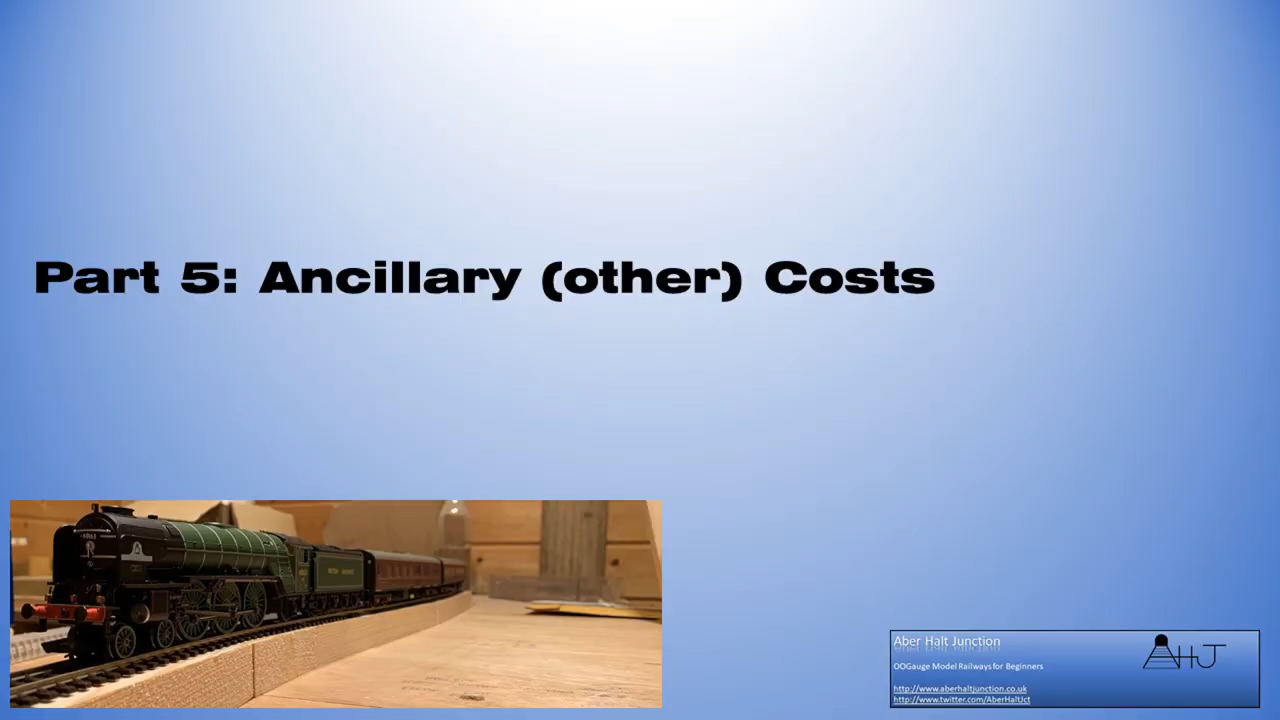 Part 5: Ancillary (other) Costs
60163
Aber Halt Junction
AHJ
OOGauge Model Railways for Beginners
http://www.aberhaltjunction.co.uk
http://www.twitter.com/AberHaltJct